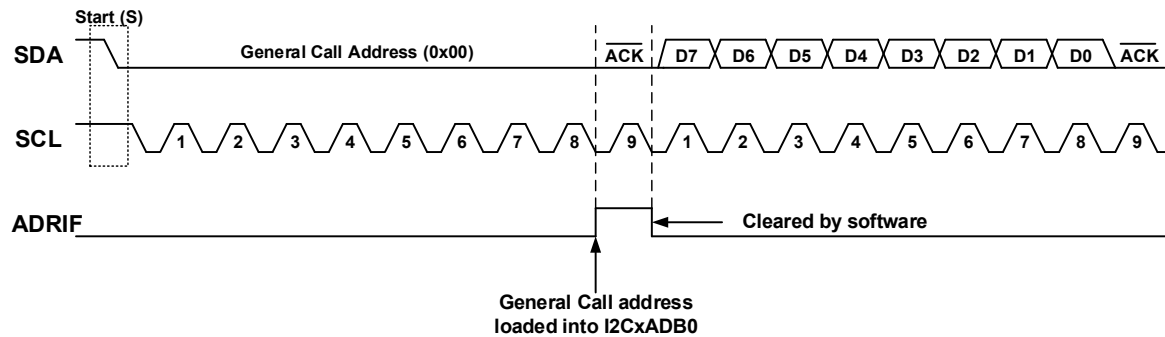 Start (S)
SDA General Call Address (0x00) ACK D7 D6 D5 D4 D3 D2 D1 D0 ACK
SCL 1 2 3 4 5 6 7 8 9 1 2 3 4 5 6 7 8 9
ADRIF Cleared by software
General Call address
loaded into I2CxADB0